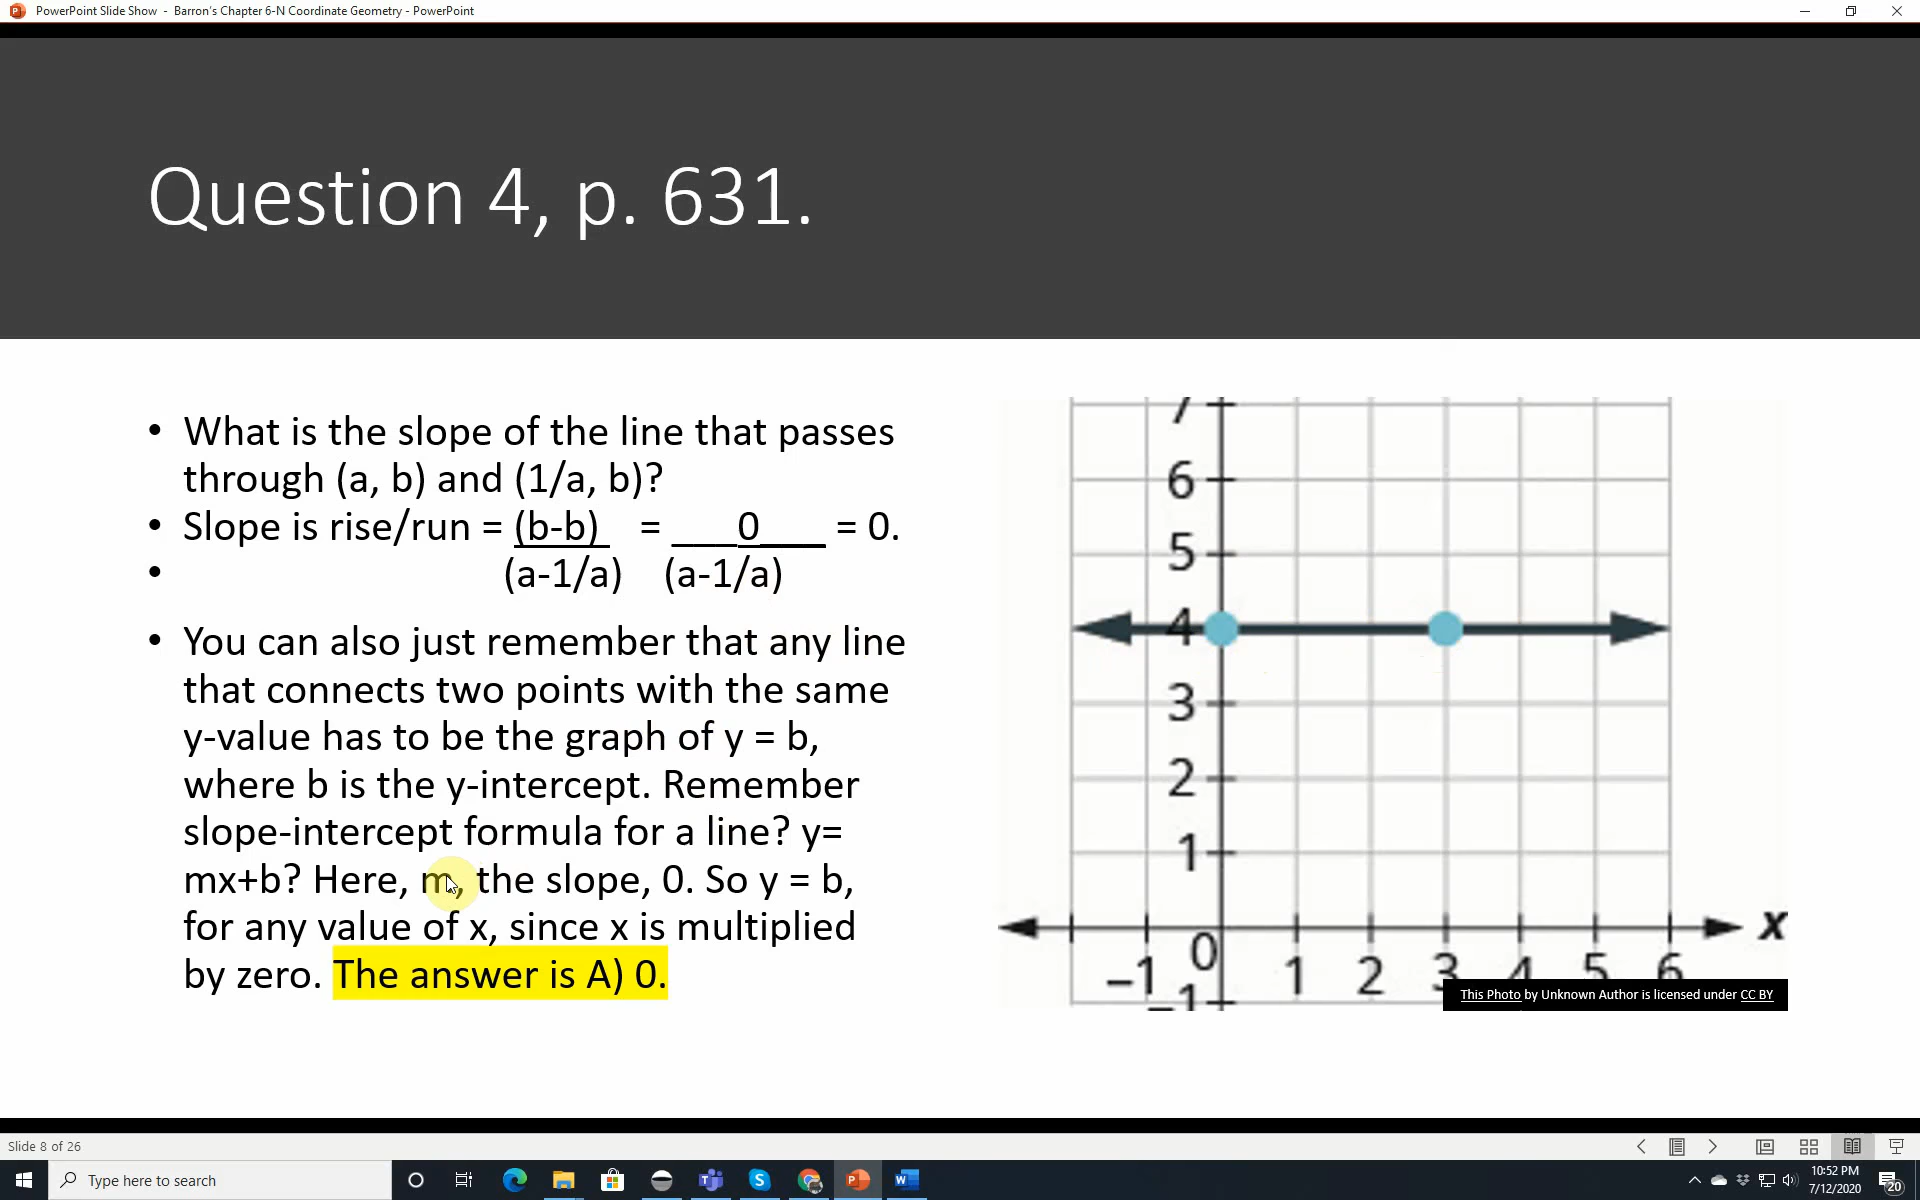 PowerPoint Slide Show - Barron's Chapter 6-N Coordinate Geometry - PowerPoint
Question 4, p. 631.
• What is the slope of the line that passes
through (a, b) and (1/a, b)?
• Slope is rise/run = (b-b) = ___0___ = 0.
• (a-1/a) (a-1/a)
• You can also just remember that any line
that connects two points with the same
y-value has to be the graph of y = b,
where b is the y-intercept. Remember
slope-intercept formula for a line? y=
mx+b? Here, m, the slope, 0. So y = b,
for any value of x, since x is multiplied
by zero. The answer is A) 0.
7
6
5
4
3
2
1
x
0
−1 1 2 3 4 5 6
−1
This Photo by Unknown Author is licensed under CC BY
Slide 8 of 26
Type here to search
10:52 PM
7/12/2020
20